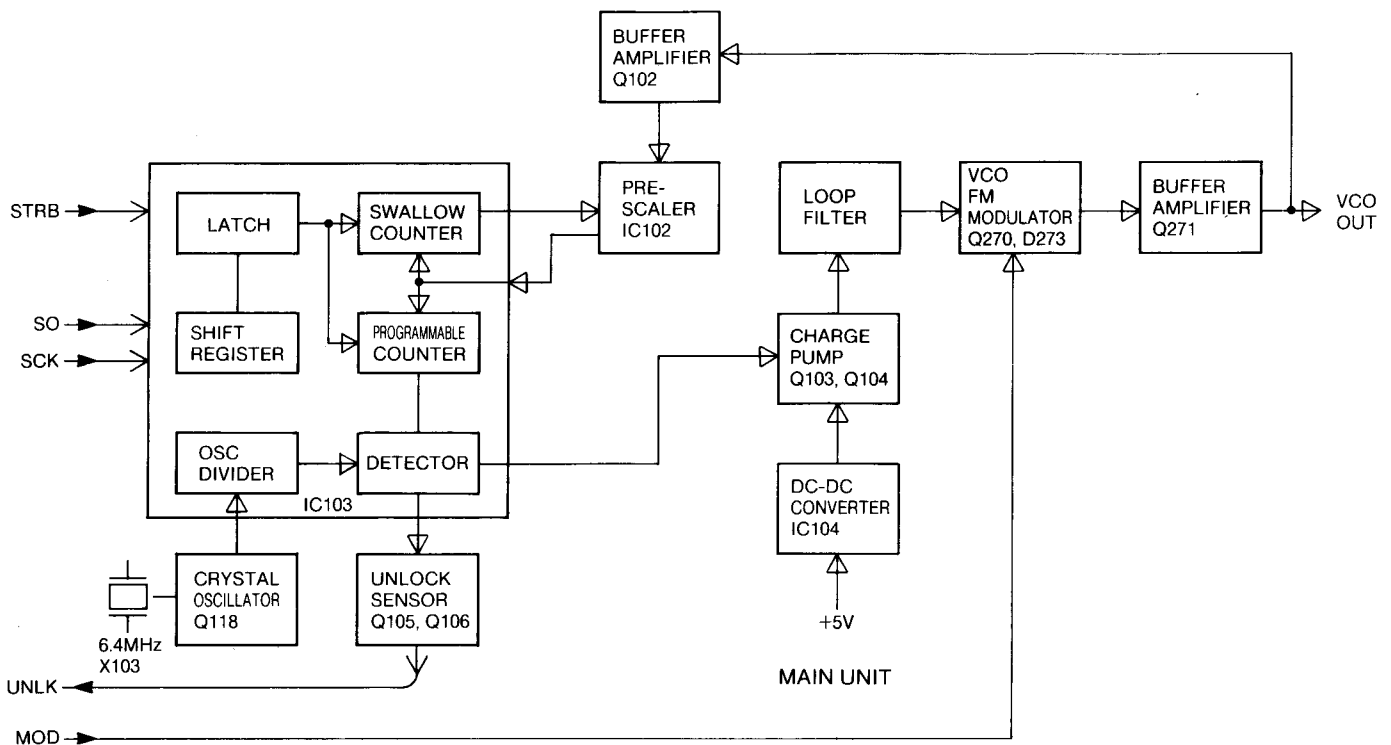 BUFFER
AMPLIFIER
Q102
STRB
LATCH
SWALLOW
COUNTER
PRE-
SCALER
IC102
LOOP
FILTER
VCO
FM
MODULATOR
Q270, D273
BUFFER
AMPLIFIER
Q271
VCO
OUT
SO
SCK
SHIFT
REGISTER
PROGRAMMABLE
COUNTER
CHARGE
PUMP
Q103, Q104
OSC
DIVIDER
DETECTOR
IC103
DC-DC
CONVERTER
IC104
+5V
6.4MHz
X103
CRYSTAL
OSCILLATOR
Q118
UNLOCK
SENSOR
Q105, Q106
UNLK
MAIN UNIT
MOD